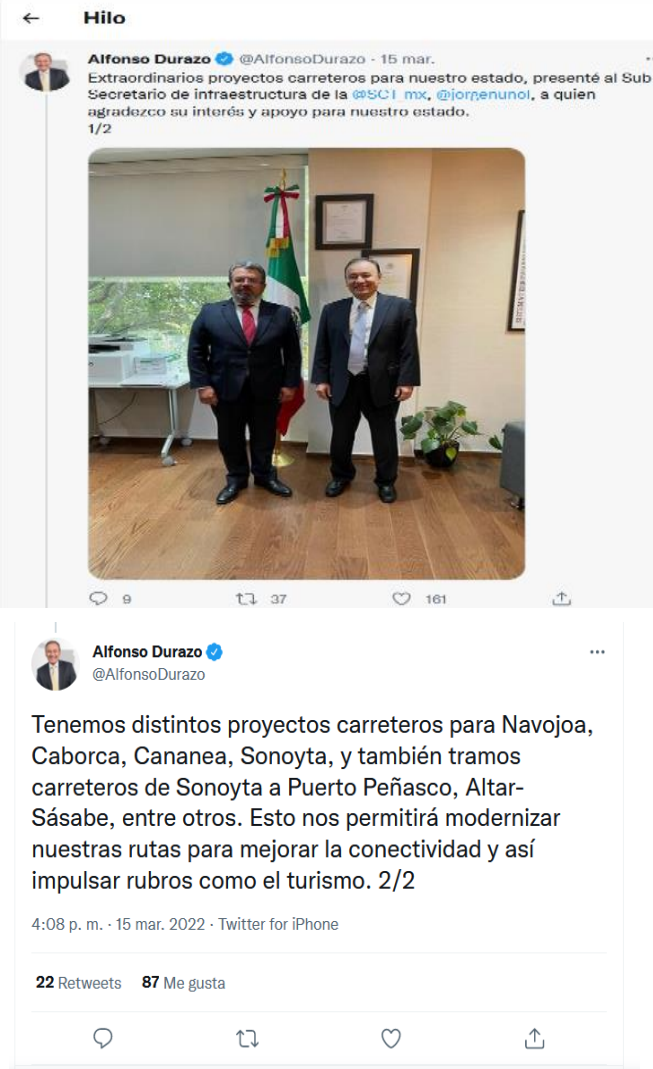 Hilo
Alfonso Durazo @AlfonsoDurazo · 15 mar.
Extraordinarios proyectos carreteros para nuestro estado, presenté al Sub
Secretario de infraestructura de la @SCT_mx, @jorgenunol, a quien
agradezco su interés y apoyo para nuestro estado.
1/2
9 37 161
Alfonso Durazo
@AlfonsoDurazo
Tenemos distintos proyectos carreteros para Navojoa,
Caborca, Cananea, Sonoyta, y también tramos
carreteros de Sonoyta a Puerto Peñasco, Altar-
Sásabe, entre otros. Esto nos permitirá modernizar
nuestras rutas para mejorar la conectividad y así
impulsar rubros como el turismo. 2/2
4:08 p. m. · 15 mar. 2022 · Twitter for iPhone
22 Retweets 87 Me gusta